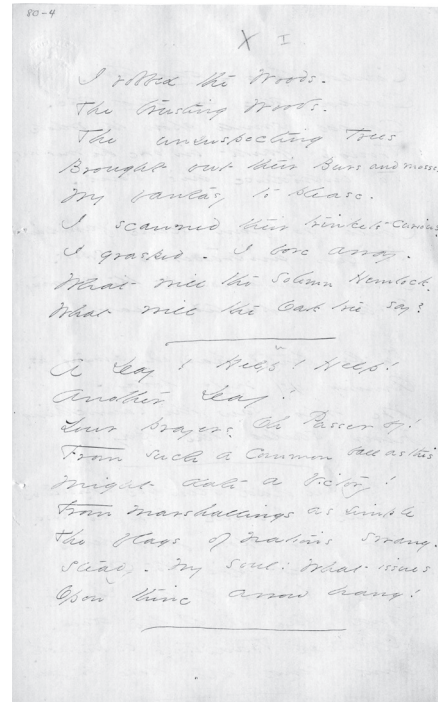 80-4
X I
I robbed the Woods -
The trusting Woods.
The unsuspecting Trees
Brought out their Burs and mosses
My fantasy to please.
I scanned their trinkets curious
I grasped - I bore away.
What will the solemn Hemlock.
What will the Oak tree say?
A Day! Help! Help!
Another Day!
Your prayers, Oh Passer by!
From such a common ball as this
Might date a Victory!
From marshallings as simple
The flags of nations swang.
Steady - my soul: What issues
Upon thine arrow hang!